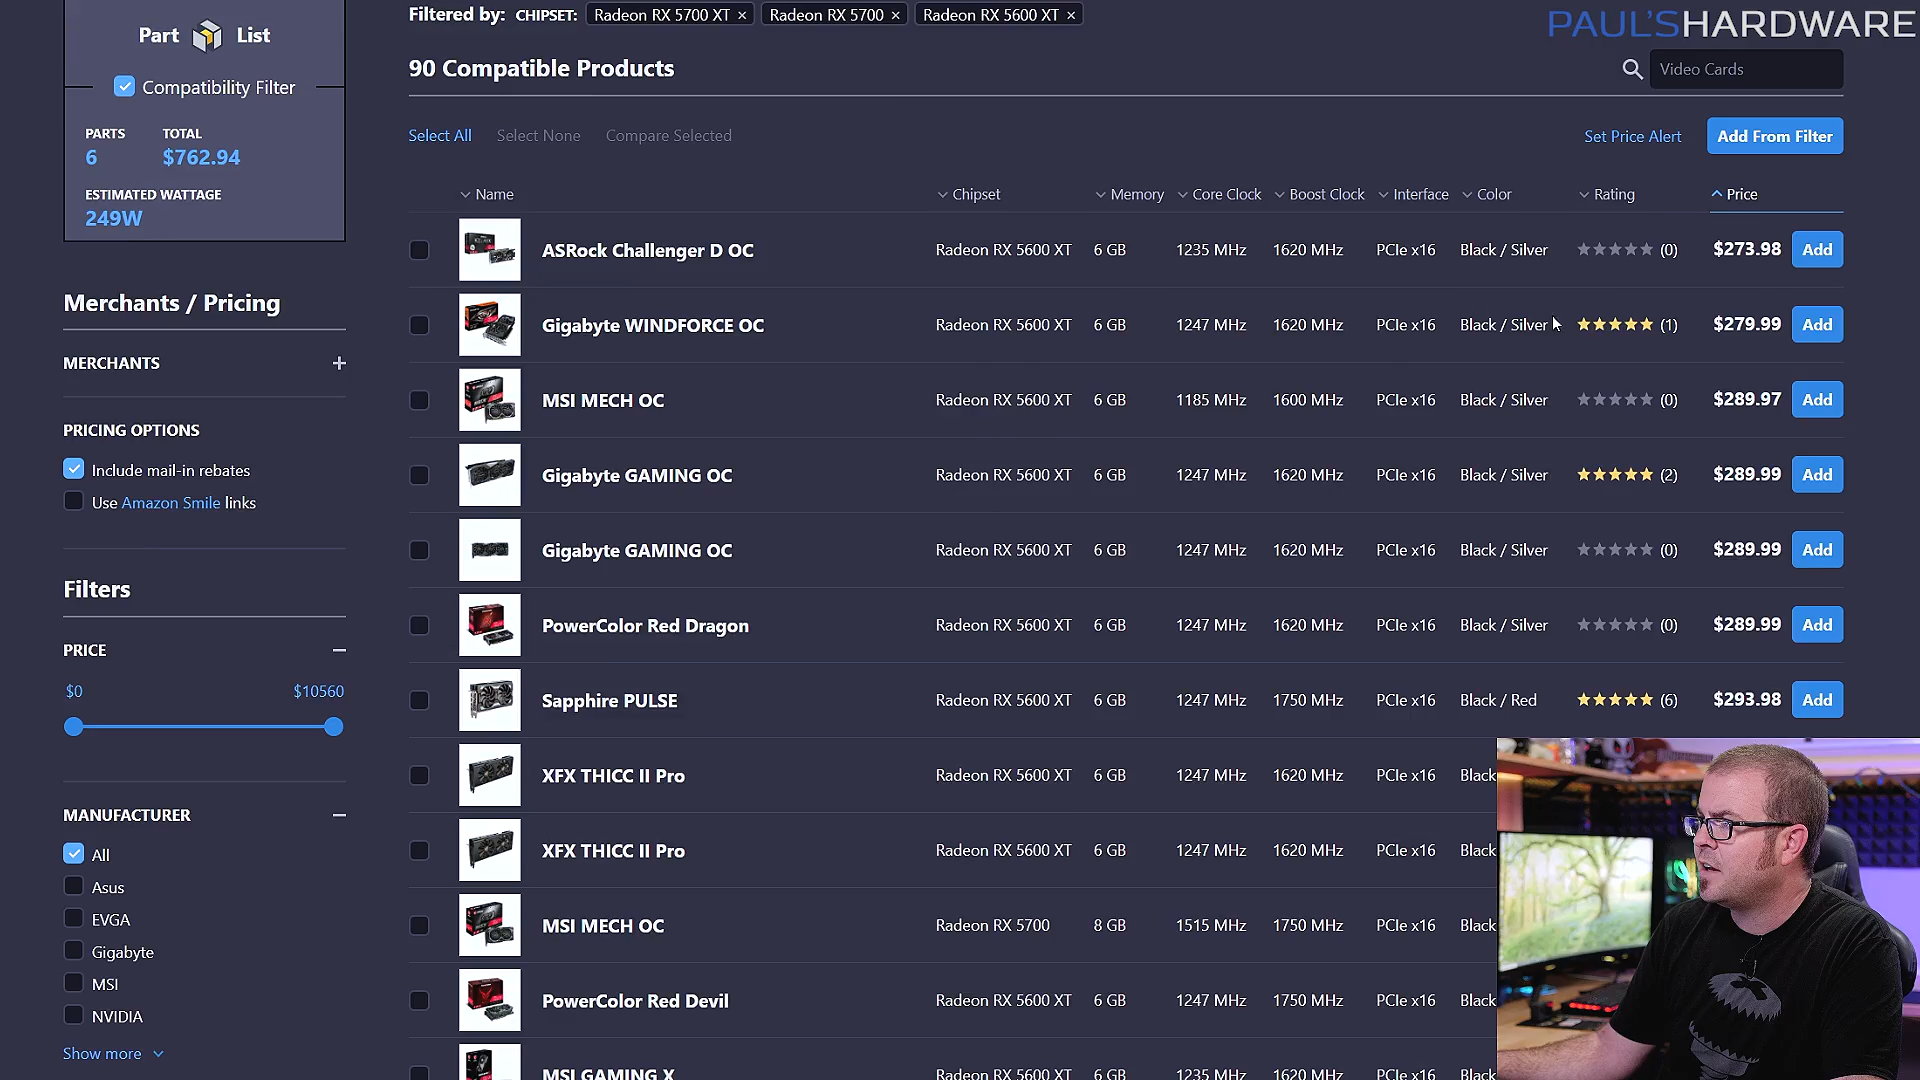 Filtered by: CHIPSET: Radeon RX 5700 XT × Radeon RX 5700 × Radeon RX 5600 XT ×
PAUL'SHARDWARE
Part List
Compatibility Filter
PARTS TOTAL
6 $762.94
ESTIMATED WATTAGE
249W
90 Compatible Products
Video Cards
Select All Select None Compare Selected
Set Price Alert Add From Filter
Name Chipset Memory Core Clock Boost Clock Interface Color Rating Price
ASRock Challenger D OC Radeon RX 5600 XT 6 GB 1235 MHz 1620 MHz PCIe x16 Black / Silver (0) $273.98 Add
Gigabyte WINDFORCE OC Radeon RX 5600 XT 6 GB 1247 MHz 1620 MHz PCIe x16 Black / Silver (1) $279.99 Add
MSI MECH OC Radeon RX 5600 XT 6 GB 1185 MHz 1600 MHz PCIe x16 Black / Silver (0) $289.97 Add
Gigabyte GAMING OC Radeon RX 5600 XT 6 GB 1247 MHz 1620 MHz PCIe x16 Black / Silver (2) $289.99 Add
Gigabyte GAMING OC Radeon RX 5600 XT 6 GB 1247 MHz 1620 MHz PCIe x16 Black / Silver (0) $289.99 Add
PowerColor Red Dragon Radeon RX 5600 XT 6 GB 1247 MHz 1620 MHz PCIe x16 Black / Silver (0) $289.99 Add
Sapphire PULSE Radeon RX 5600 XT 6 GB 1247 MHz 1750 MHz PCIe x16 Black / Red (6) $293.98 Add
XFX THICC II Pro Radeon RX 5600 XT 6 GB 1247 MHz 1620 MHz PCIe x16 Black
XFX THICC II Pro Radeon RX 5600 XT 6 GB 1247 MHz 1620 MHz PCIe x16 Black
MSI MECH OC Radeon RX 5700 8 GB 1515 MHz 1750 MHz PCIe x16 Black
PowerColor Red Devil Radeon RX 5600 XT 6 GB 1247 MHz 1750 MHz PCIe x16 Black
MSI GAMING X Radeon RX 5600 XT 6 GB 1235 MHz 1620 MHz PCIe x16 Black
Merchants / Pricing
MERCHANTS +
PRICING OPTIONS
Include mail-in rebates
Use Amazon Smile links
Filters
PRICE
$0 $10560
MANUFACTURER
All
Asus
EVGA
Gigabyte
MSI
NVIDIA
Show more